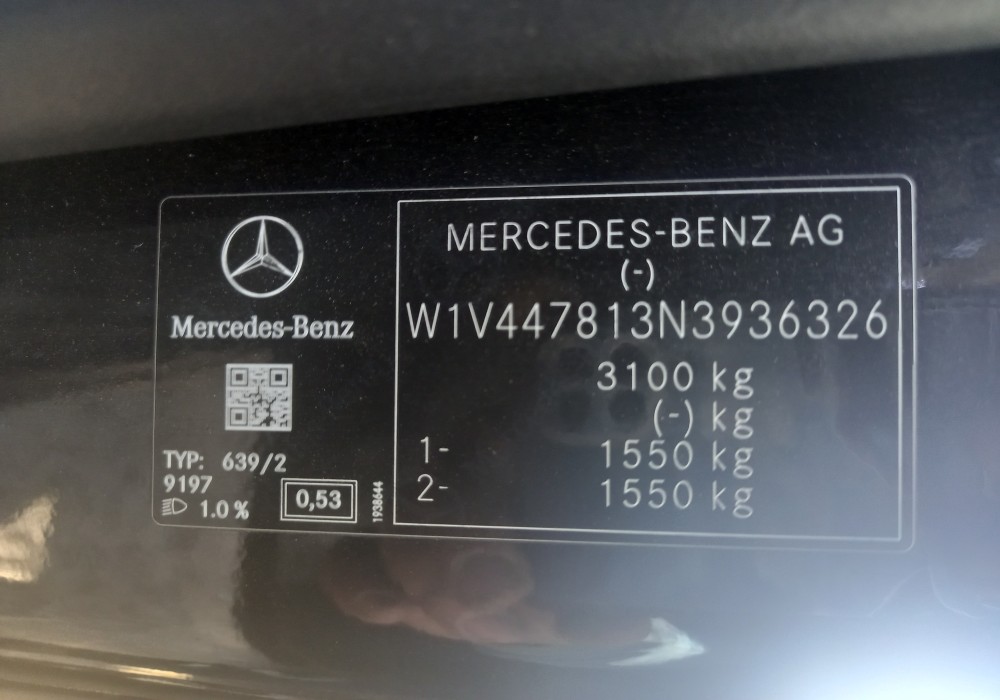 Mercedes-Benz
TYP: 639/2
9197
1.0 %
0,53
1938644
MERCEDES-BENZ AG
(-)
W1V447813N3936326
3100 kg
(-) kg
1- 1550 kg
2- 1550 kg